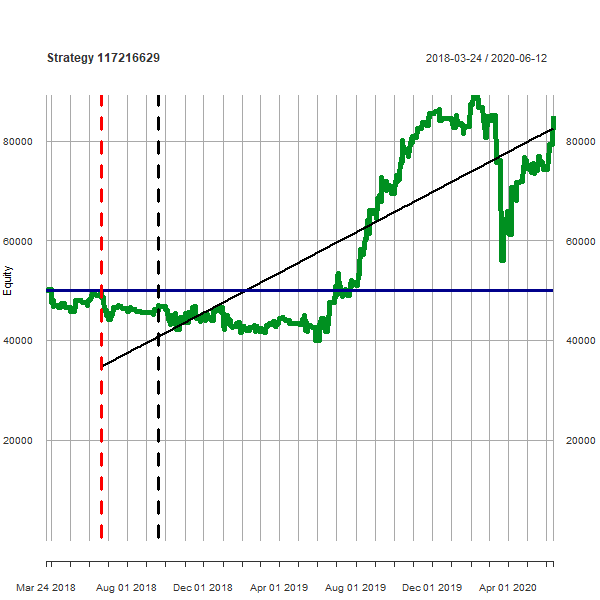 Strategy 117216629
2018-03-24 / 2020-06-12
80000
80000
60000
60000
Equity
40000
40000
20000
20000
Mar 24 2018
Aug 01 2018
Dec 01 2018
Apr 01 2019
Aug 01 2019
Dec 01 2019
Apr 01 2020